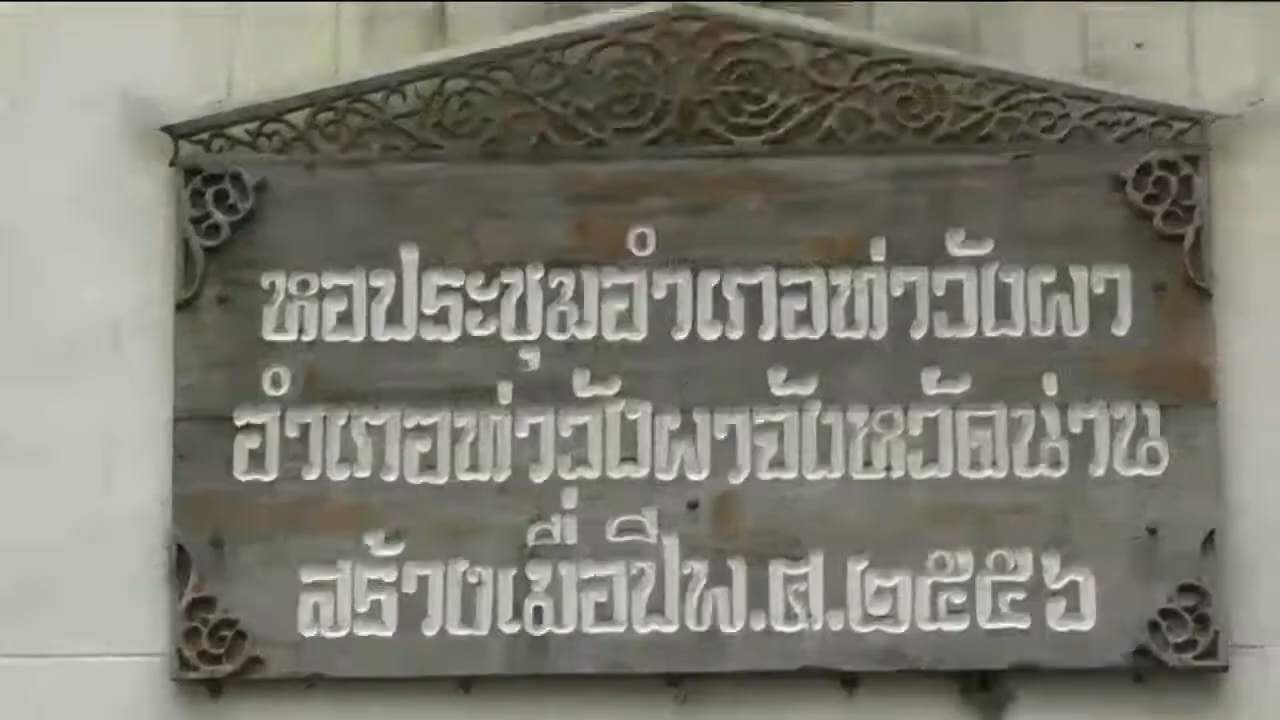 หอประชุมอำเภอท่าวังผา
อำเภอท่าวังผาจังหวัดน่าน
สร้างเมื่อปีพ.ศ.๒๕๕๖